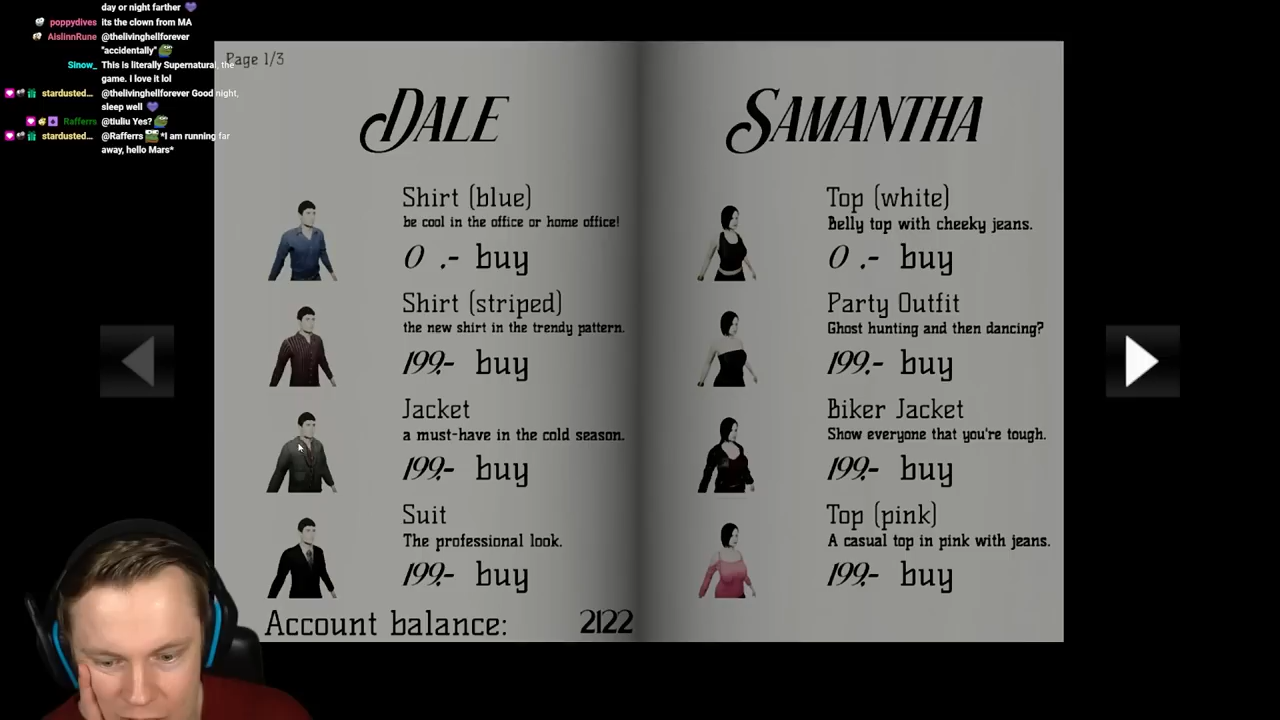 day or night farther
poppydives its the clown from MA
AislinnRune @thelivinghellforever
"accidentally"
Slnow_ This is literally Supernatural, the
game. I love it lol
stardusted... @thelivinghellforever Good night,
sleep well
Rafferrs @tluliu Yes?
stardusted... @Rafferrs *I am running far
away, hello Mars*
Page 1/3
DALE
Shirt (blue)
be cool in the office or home office!
0 .- buy
Shirt (striped)
the new shirt in the trendy pattern.
199.- buy
Jacket
a must-have in the cold season.
199.- buy
Suit
The professional look.
199.- buy
Account balance: 2122
SAMANTHA
Top (white)
Belly top with cheeky jeans.
0 .- buy
Party Outfit
Ghost hunting and then dancing?
199.- buy
Biker Jacket
Show everyone that you're tough.
199.- buy
Top (pink)
A casual top in pink with jeans.
199.- buy